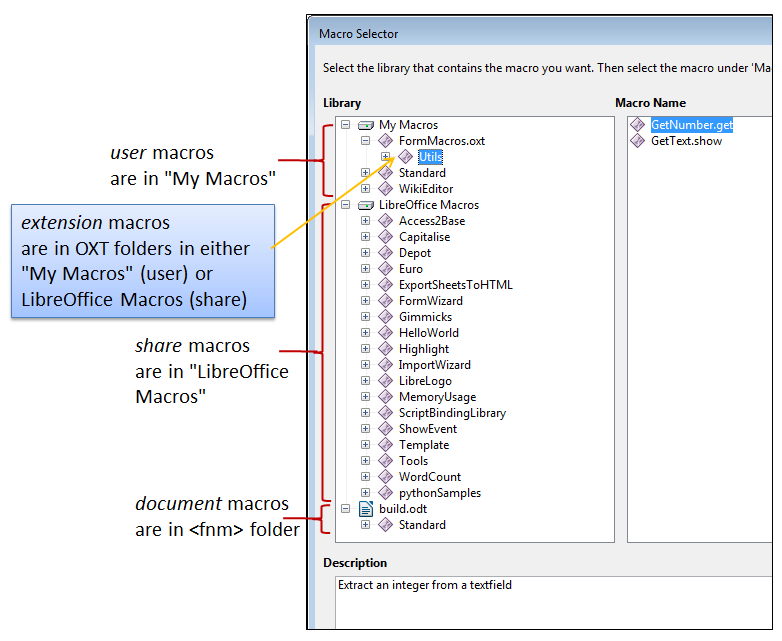 Macro Selector
Select the library that contains the macro you want. Then select the macro under 'Ma
Library
Macro Name
My Macros
FormMacros.oxt
Utils
Standard
WikiEditor
LibreOffice Macros
Access2Base
Capitalise
Depot
Euro
ExportSheetsToHTML
FormWizard
Gimmicks
HelloWorld
Highlight
ImportWizard
LibreLogo
MemoryUsage
ScriptBindingLibrary
ShowEvent
Template
Tools
WordCount
pythonSamples
build.odt
Standard
GetNumber.get
GetText.show
Description
Extract an integer from a textfield
user macros
are in "My Macros"
extension macros
are in OXT folders in either
"My Macros" (user) or
LibreOffice Macros (share)
share macros
are in "LibreOffice
Macros"
document macros
are in <fnm> folder